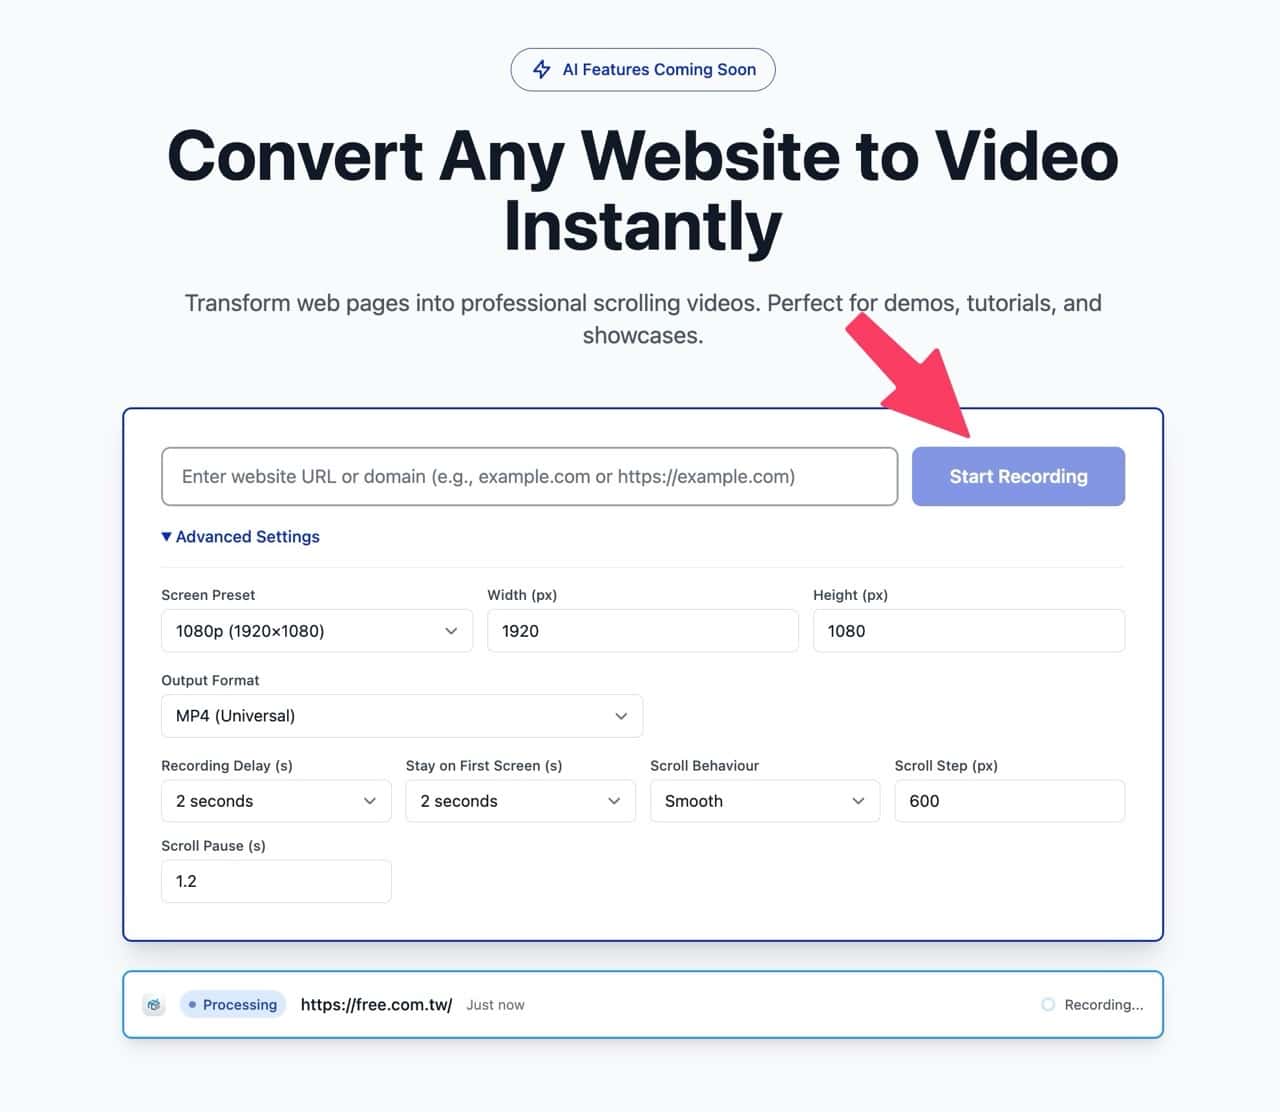 AI Features Coming Soon
Convert Any Website to Video
Instantly
Transform web pages into professional scrolling videos. Perfect for demos, tutorials, and
showcases.
Enter website URL or domain (e.g., example.com or https://example.com)
Start Recording
▼ Advanced Settings
Screen Preset
Width (px)
Height (px)
1080p (1920×1080)
1920
1080
Output Format
MP4 (Universal)
Recording Delay (s)
Stay on First Screen (s)
Scroll Behaviour
Scroll Step (px)
2 seconds
2 seconds
Smooth
600
Scroll Pause (s)
1.2
Processing https://free.com.tw/ Just now
Recording...